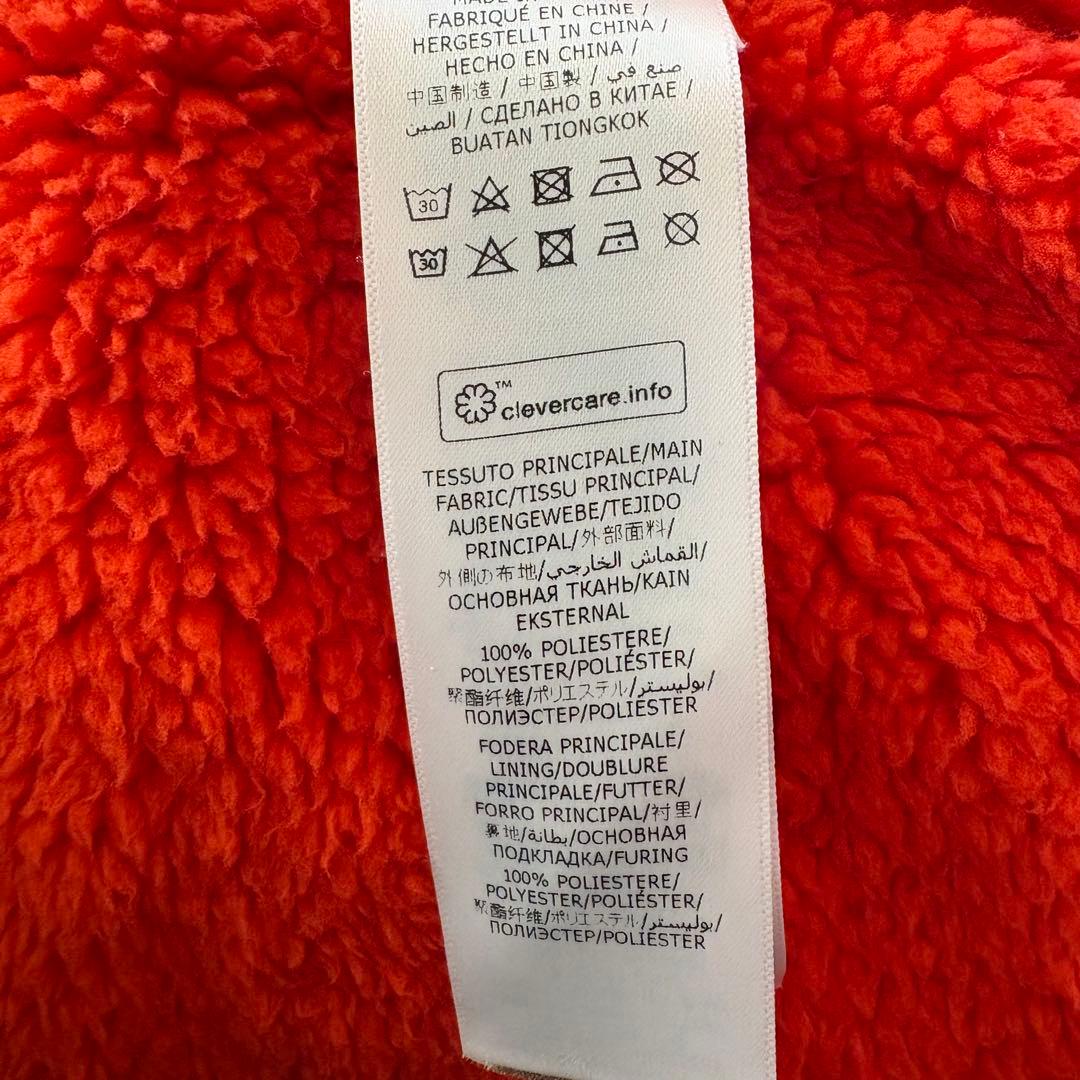 MADE IN
FABRIQUÉ EN CHINE /
HERGESTELLT IN CHINA /
HECHO EN CHINA /
中国制造 / 中国製 / صنع في
الصين / СДЕЛАНО В КИТАЕ /
BUATAN TIONGKOK
30
30
™
clevercare.info
TESSUTO PRINCIPALE/MAIN
FABRIC/TISSU PRINCIPAL/
AUßENGEWEBE/TEJIDO
PRINCIPAL/外部面料/
外側の布地/القماش الخارجي/
ОСНОВНАЯ ТКАНЬ/KAIN
EKSTERNAL
100% POLIESTERE/
POLYESTER/POLIÉSTER/
聚酯纤维/ポリエステル/بوليستر/
ПОЛИЭСТЕР/POLIESTER
FODERA PRINCIPALE/
LINING/DOUBLURE
PRINCIPALE/FUTTER/
FORRO PRINCIPAL/衬里/
裏地/بطانة/ОСНОВНАЯ
ПОДКЛАДКА/FURING
100% POLIESTERE/
POLYESTER/POLIÉSTER/
聚酯纤维/ポリエステル/بوليستر/
ПОЛИЭСТЕР/POLIESTER